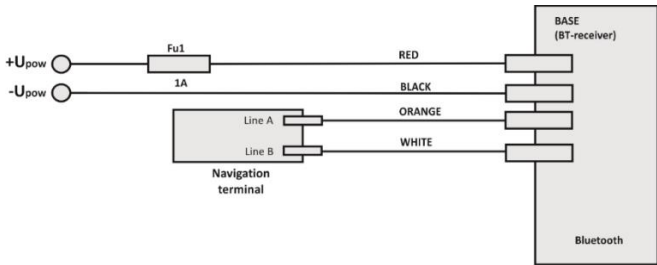 BASE
(BT-receiver)
Fu1
RED
+Upow
1A
BLACK
-Upow
ORANGE
Line A
WHITE
Line B
Navigation
terminal
Bluetooth